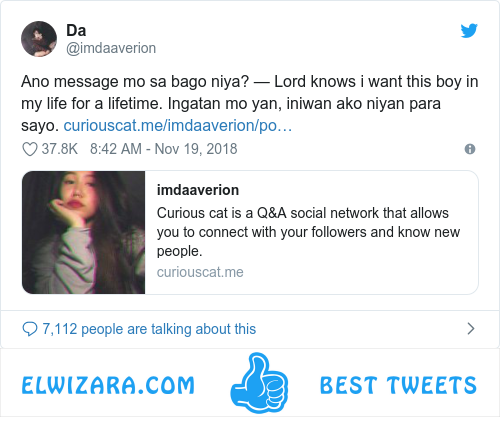 Da
@imdaaverion
Ano message mo sa bago niya? — Lord knows i want this boy in
my life for a lifetime. Ingatan mo yan, iniwan ako niyan para
sayo. curiouscat.me/imdaaverion/po…
37.8K 8:42 AM - Nov 19, 2018
imdaaverion
Curious cat is a Q&A social network that allows
you to connect with your followers and know new
people.
curiouscat.me
7,112 people are talking about this
ELWIZARA.COM BEST TWEETS